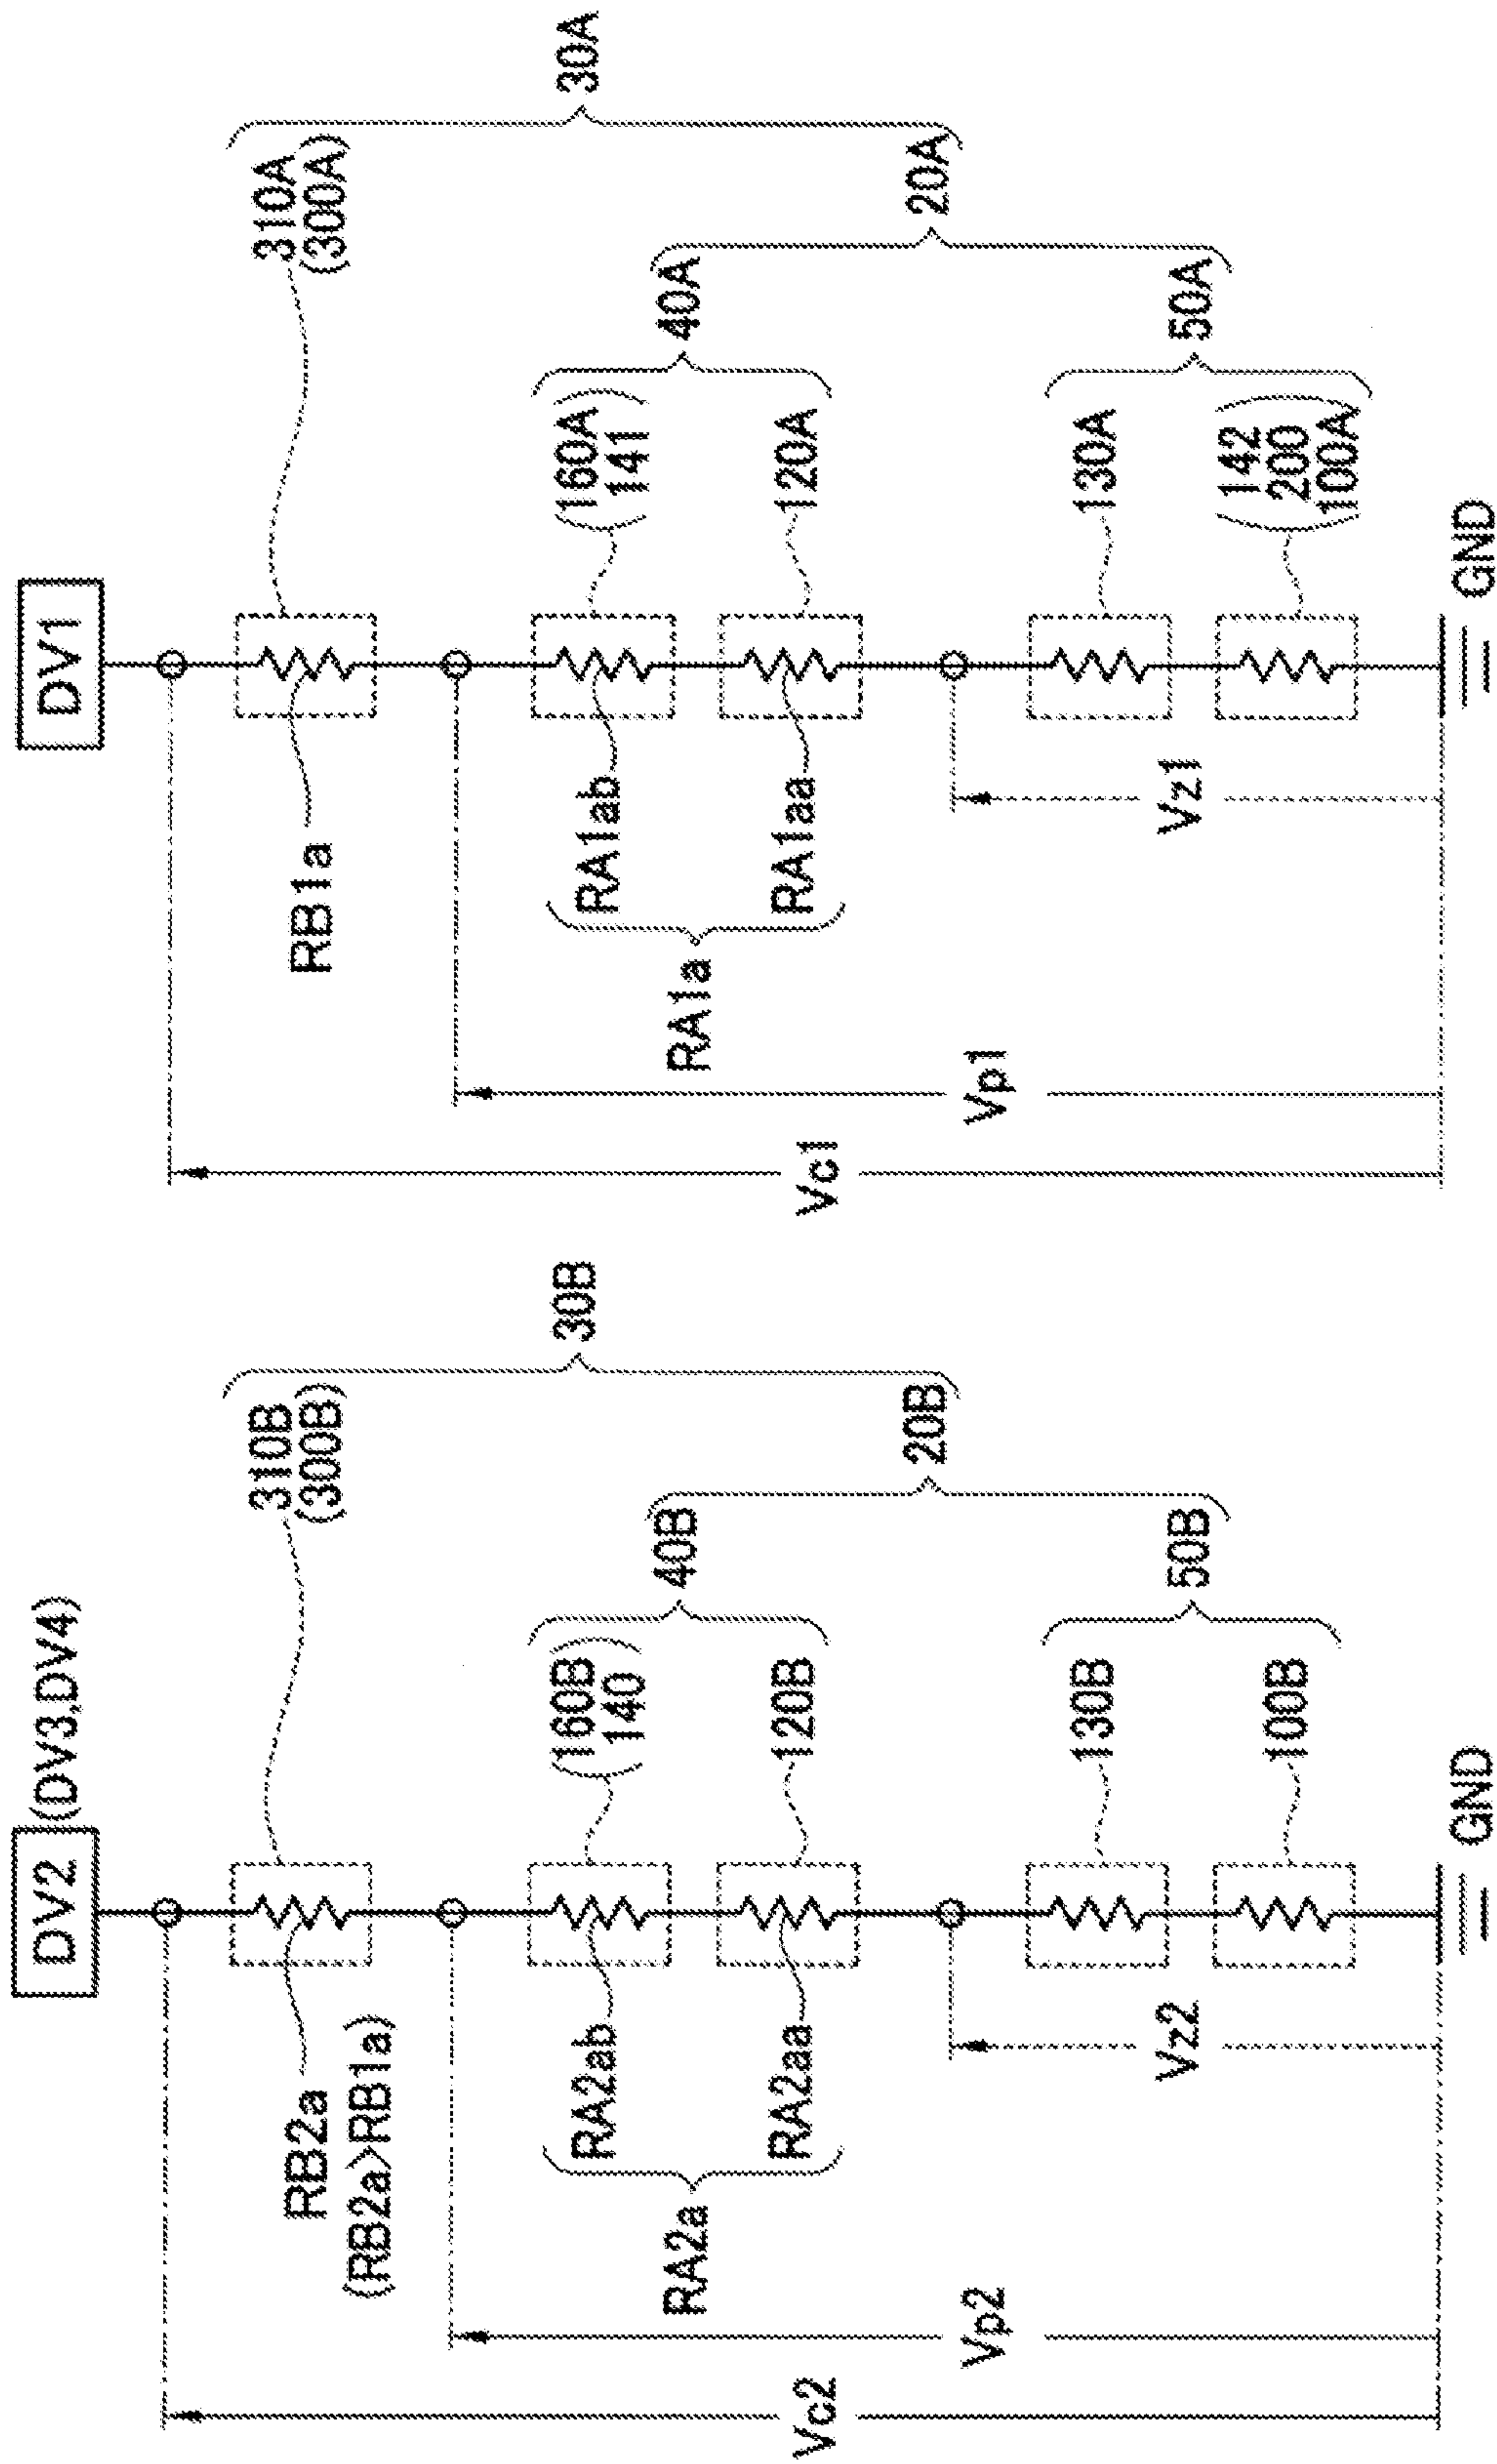 DV1
310A
(300A)
30A
RB1a
160A
141
40A
20A
RA1ab
120A
RA1aa
RA1a
130A
50A
142
200
100A
Vz1
Vp1
Vc1
GND
DV2
(DV3,DV4)
310B
(300B)
30B
RB2a
(RB2a>RB1a)
160B
140
40B
20B
RA2ab
120B
RA2aa
RA2a
130B
50B
100B
Vz2
Vp2
Vc2
GND